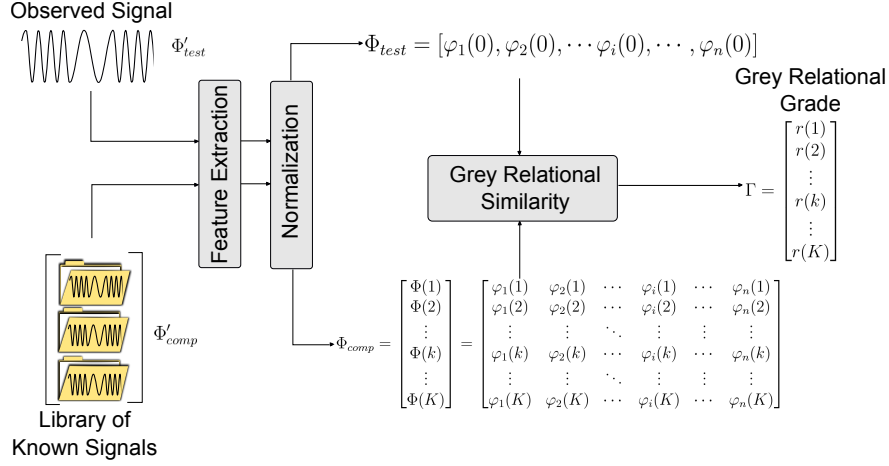 Observed Signal
Φ′test
Φtest = [φ1(0), φ2(0), ⋯ φi(0), ⋯ , φn(0)]
Feature Extraction
Normalization
Grey Relational
Similarity
Grey Relational
Grade
Γ =
r(1)
r(2)
⋮
r(k)
⋮
r(K)
Φ′comp
Library of
Known Signals
Φcomp =
Φ(1)
Φ(2)
⋮
Φ(k)
⋮
Φ(K)
=
φ1(1) φ2(1) ⋯ φi(1) ⋯ φn(1)
φ1(2) φ2(2) ⋯ φi(2) ⋯ φn(2)
⋮ ⋮ ⋱ ⋮ ⋮ ⋮
φ1(k) φ2(k) ⋯ φi(k) ⋯ φn(k)
⋮ ⋮ ⋱ ⋮ ⋮ ⋮
φ1(K) φ2(K) ⋯ φi(K) ⋯ φn(K)